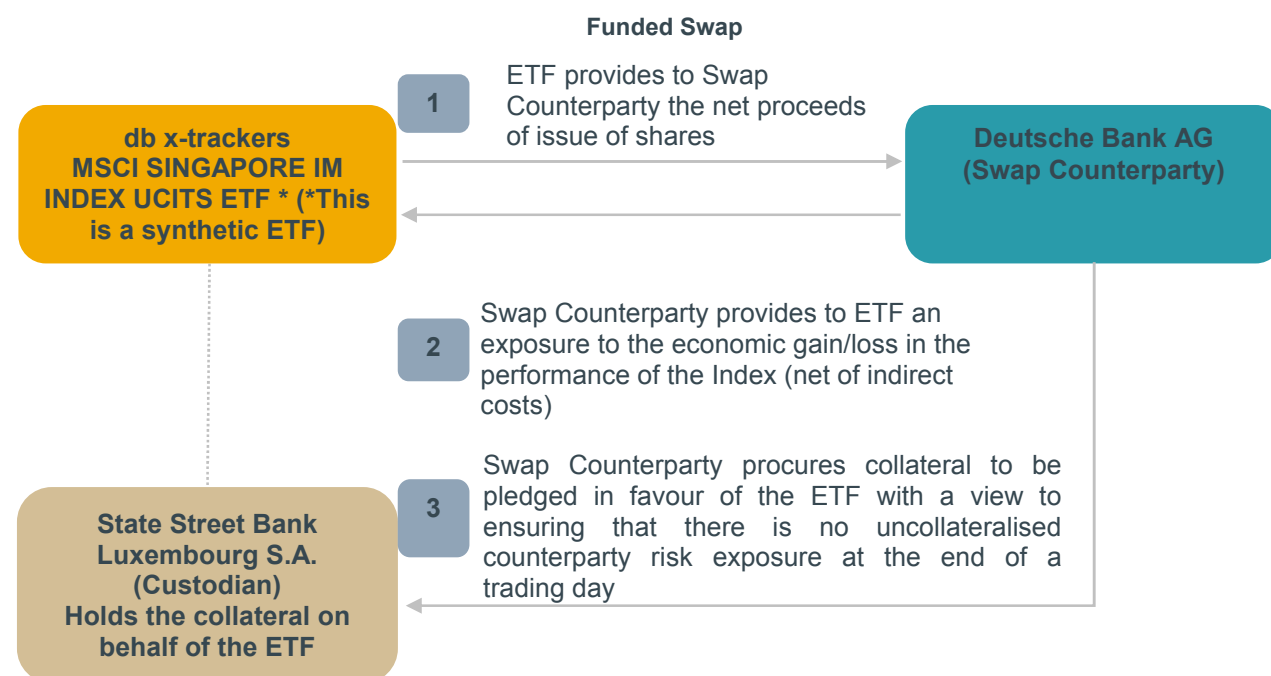 Funded Swap
1
ETF provides to Swap
Counterparty the net proceeds
of issue of shares
db x-trackers
MSCI SINGAPORE IM
INDEX UCITS ETF * (*This
is a synthetic ETF)
Deutsche Bank AG
(Swap Counterparty)
2
Swap Counterparty provides to ETF an
exposure to the economic gain/loss in the
performance of the Index (net of indirect
costs)
3
Swap Counterparty procures collateral to be
pledged in favour of the ETF with a view to
ensuring that there is no uncollateralised
counterparty risk exposure at the end of a
trading day
State Street Bank
Luxembourg S.A.
(Custodian)
Holds the collateral on
behalf of the ETF